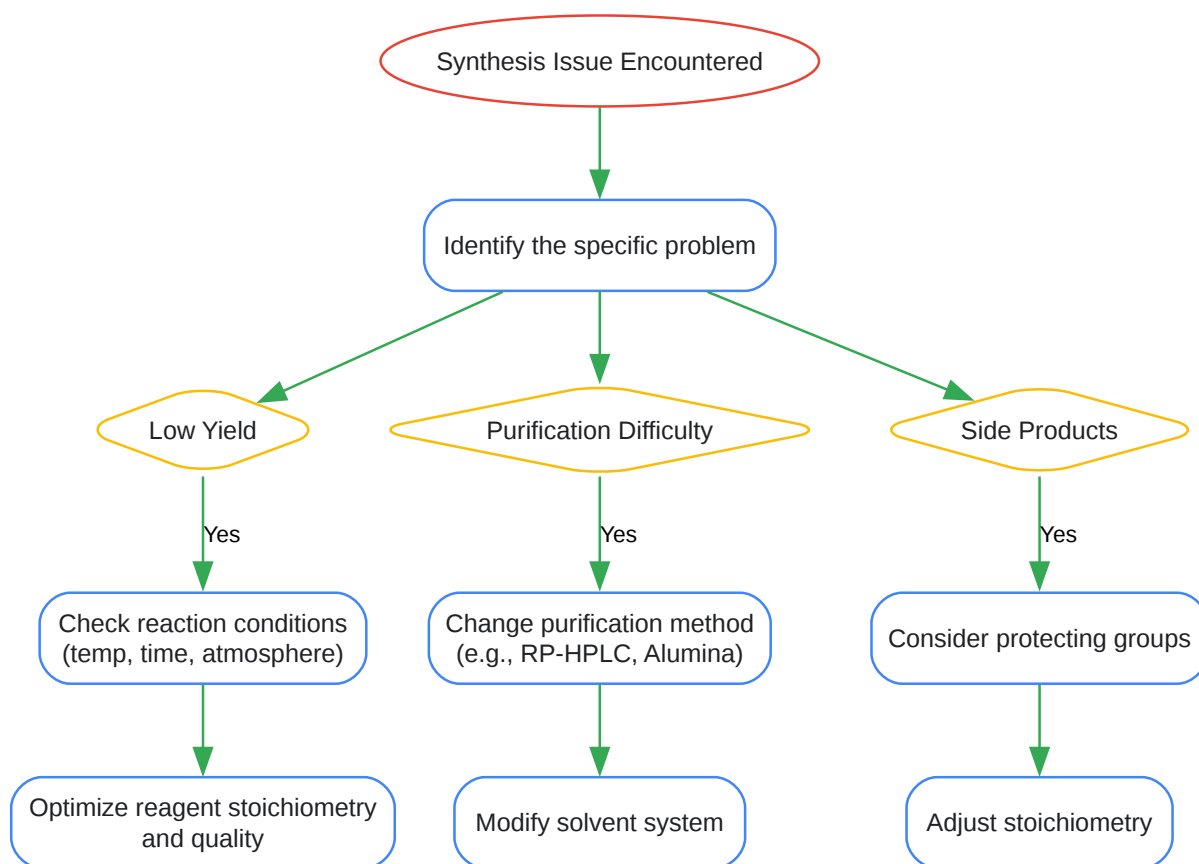 Synthesis Issue Encountered
Identify the specific problem
Low Yield
Purification Difficulty
Side Products
Yes
Yes
Yes
Check reaction conditions
(temp, time, atmosphere)
Change purification method
(e.g., RP-HPLC, Alumina)
Consider protecting groups
Optimize reagent stoichiometry
and quality
Modify solvent system
Adjust stoichiometry